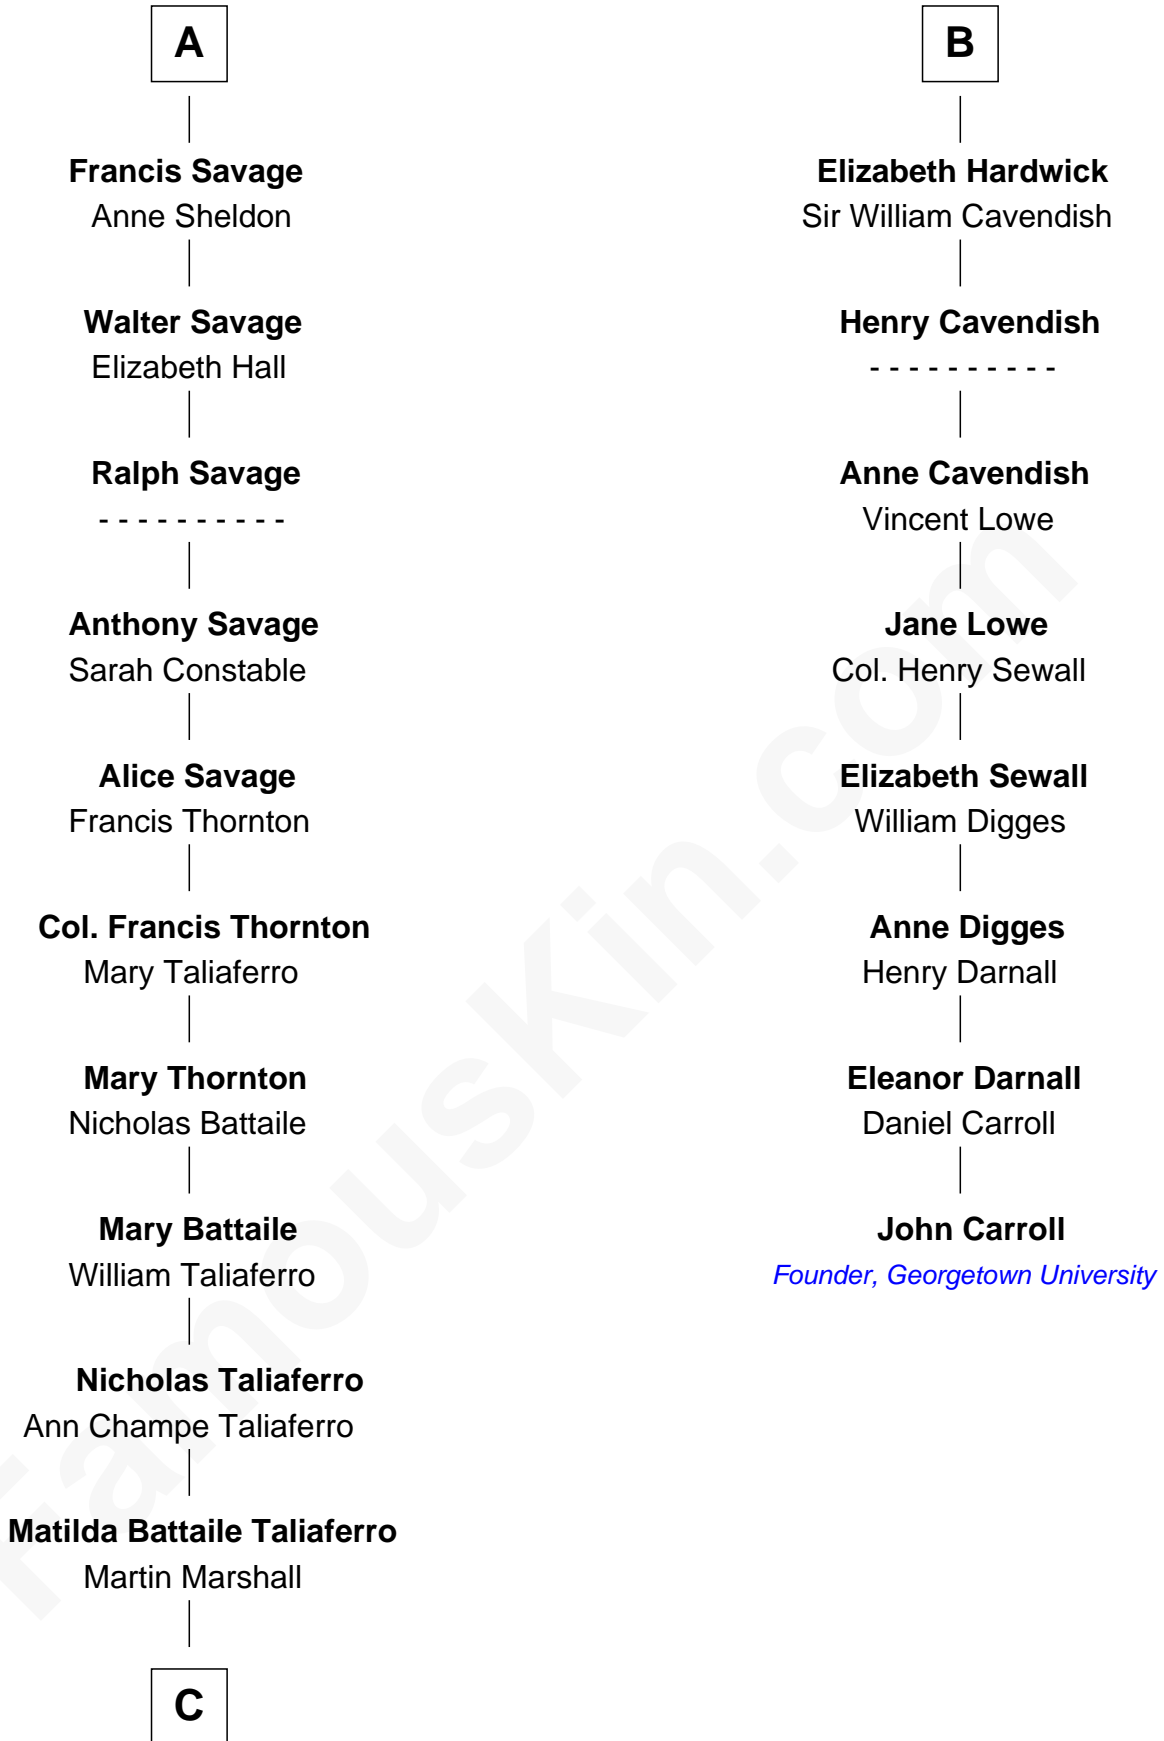 A
Francis Savage
Anne Sheldon
Walter Savage
Elizabeth Hall
Ralph Savage
- - - - - - - - - -
Anthony Savage
Sarah Constable
Alice Savage
Francis Thornton
Col. Francis Thornton
Mary Taliaferro
Mary Thornton
Nicholas Battaile
Mary Battaile
William Taliaferro
Nicholas Taliaferro
Ann Champe Taliaferro
Matilda Battaile Taliaferro
Martin Marshall
C
B
Elizabeth Hardwick
Sir William Cavendish
Henry Cavendish
- - - - - - - - - -
Anne Cavendish
Vincent Lowe
Jane Lowe
Col. Henry Sewall
Elizabeth Sewall
William Digges
Anne Digges
Henry Darnall
Eleanor Darnall
Daniel Carroll
John Carroll
Founder, Georgetown University
FamousKin.com